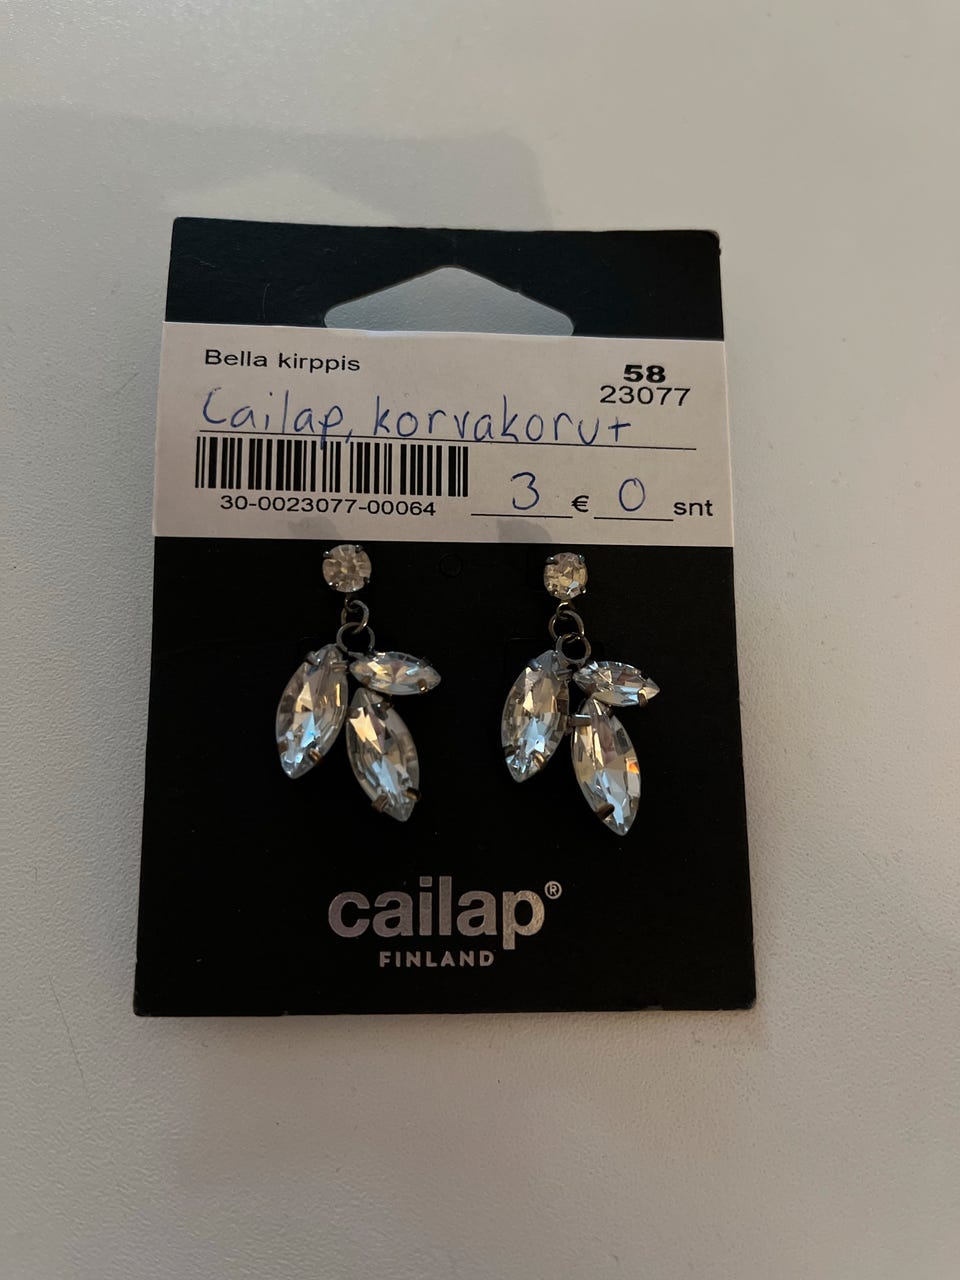 Bella kirppis
58
23077
Cailap, korvakorut
30-0023077-00064
3 € 0 snt
cailap®
FINLAND